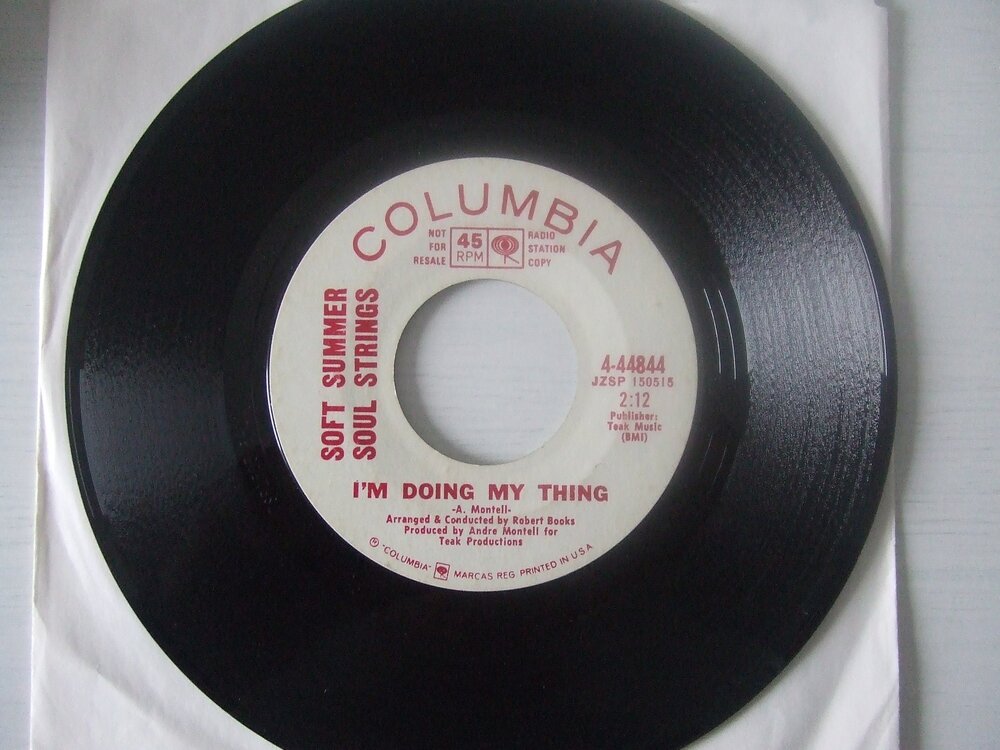 COLUMBIA
NOT
FOR
RESALE
45
RPM
RADIO
STATION
COPY
SOFT SUMMER
SOUL STRINGS
4-44844
JZSP 150515
2:12
Publisher:
Teak Music
(BMI)
I'M DOING MY THING
-A. Montell-
Arranged & Conducted by Robert Books
Produced by Andre Montell for
Teak Productions
Ⓟ "COLUMBIA" MARCAS REG. PRINTED IN U S A